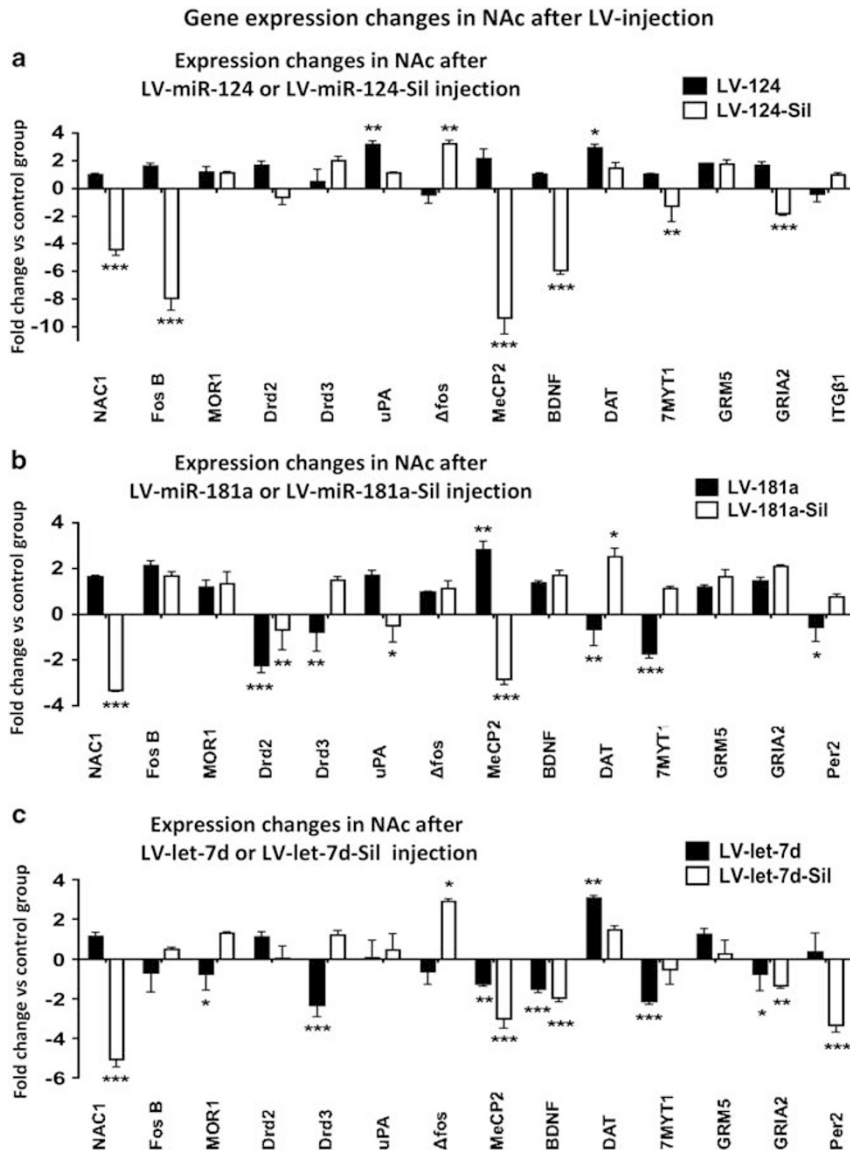 Gene expression changes in NAc after LV-injection
a
Expression changes in NAc after
LV-miR-124 or LV-miR-124-Sil injection
LV-124
LV-124-Sil
Fold change vs control group
4
2
0
-2
-4
-6
-8
-10
** ** *
*** *** *** *** ** ***
NAC1 Fos B MOR1 Drd2 Drd3 uPA Δfos MeCP2 BDNF DAT 7MYT1 GRM5 GRIA2 ITGβ1
b
Expression changes in NAc after
LV-miR-181a or LV-miR-181a-Sil injection
LV-181a
LV-181a-Sil
Fold change vs control group
4
2
0
-2
-4
** *
*** *** ** ** * *** ** *** *
NAC1 Fos B MOR1 Drd2 Drd3 uPA Δfos MeCP2 BDNF DAT 7MYT1 GRM5 GRIA2 Per2
c
Expression changes in NAc after
LV-let-7d or LV-let-7d-Sil injection
LV-let-7d
LV-let-7d-Sil
Fold change vs control group
4
2
0
-2
-4
-6
* **
*** * *** ** *** *** *** *** * ** ***
NAC1 Fos B MOR1 Drd2 Drd3 uPA Δfos MeCP2 BDNF DAT 7MYT1 GRM5 GRIA2 Per2